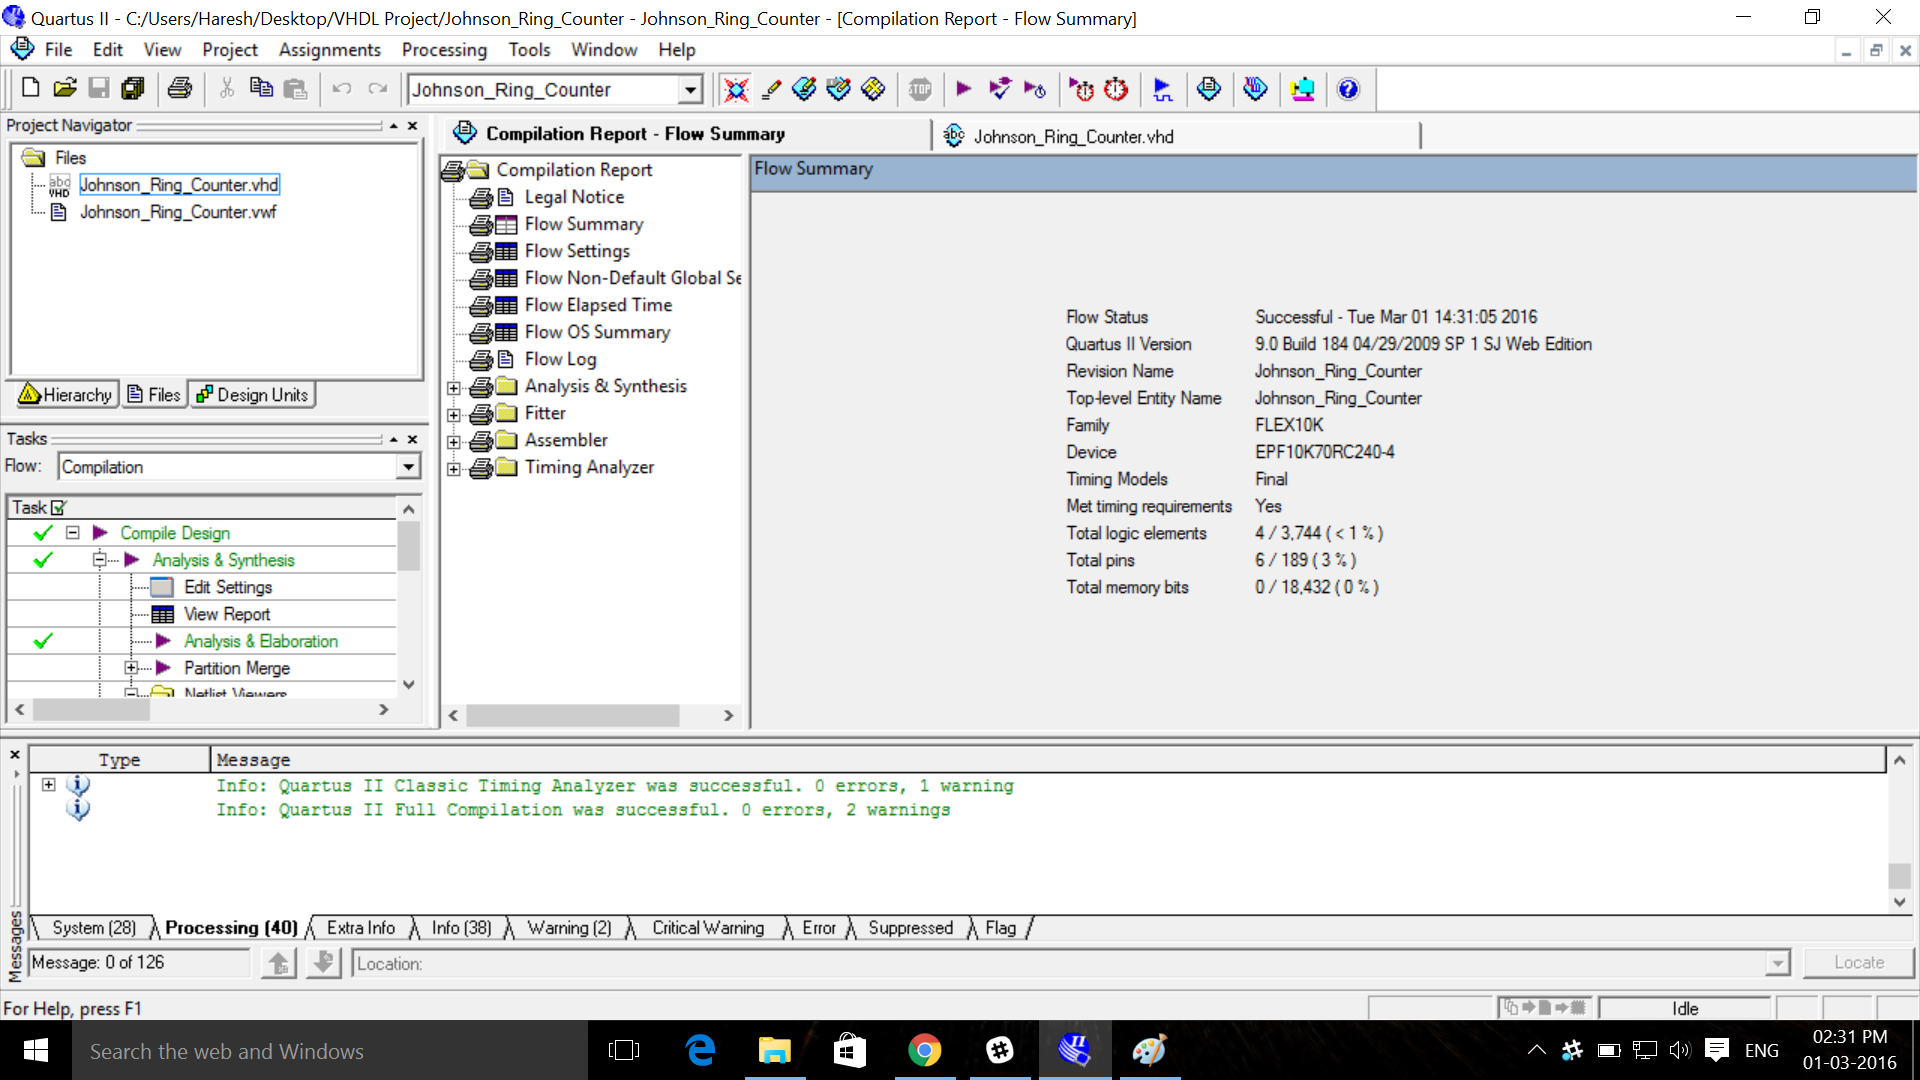 Quartus II - C:/Users/Haresh/Desktop/VHDL Project/Johnson_Ring_Counter - Johnson_Ring_Counter - [Compilation Report - Flow Summary]
File Edit View Project Assignments Processing Tools Window Help
Johnson_Ring_Counter
STOP
Project Navigator
Files
abc VHD Johnson_Ring_Counter.vhd
Johnson_Ring_Counter.vwf
Hierarchy Files Design Units
Tasks
Flow: Compilation
Task
Compile Design
Analysis & Synthesis
Edit Settings
View Report
Analysis & Elaboration
Partition Merge
Netlist Viewers
Compilation Report - Flow Summary
abc Johnson_Ring_Counter.vhd
Compilation Report
Legal Notice
Flow Summary
Flow Settings
Flow Non-Default Global Se
Flow Elapsed Time
Flow OS Summary
Flow Log
Analysis & Synthesis
Fitter
Assembler
Timing Analyzer
Flow Summary
Flow Status Successful - Tue Mar 01 14:31:05 2016
Quartus II Version 9.0 Build 184 04/29/2009 SP 1 SJ Web Edition
Revision Name Johnson_Ring_Counter
Top-level Entity Name Johnson_Ring_Counter
Family FLEX10K
Device EPF10K70RC240-4
Timing Models Final
Met timing requirements Yes
Total logic elements 4 / 3,744 ( < 1 % )
Total pins 6 / 189 ( 3 % )
Total memory bits 0 / 18,432 ( 0 % )
Type Message
Info: Quartus II Classic Timing Analyzer was successful. 0 errors, 1 warning
Info: Quartus II Full Compilation was successful. 0 errors, 2 warnings
System (28) Processing (40) Extra Info Info (38) Warning (2) Critical Warning Error Suppressed Flag
Messages
Message: 0 of 126 Location: Locate
For Help, press F1 Idle
Search the web and Windows
ENG
02:31 PM
01-03-2016